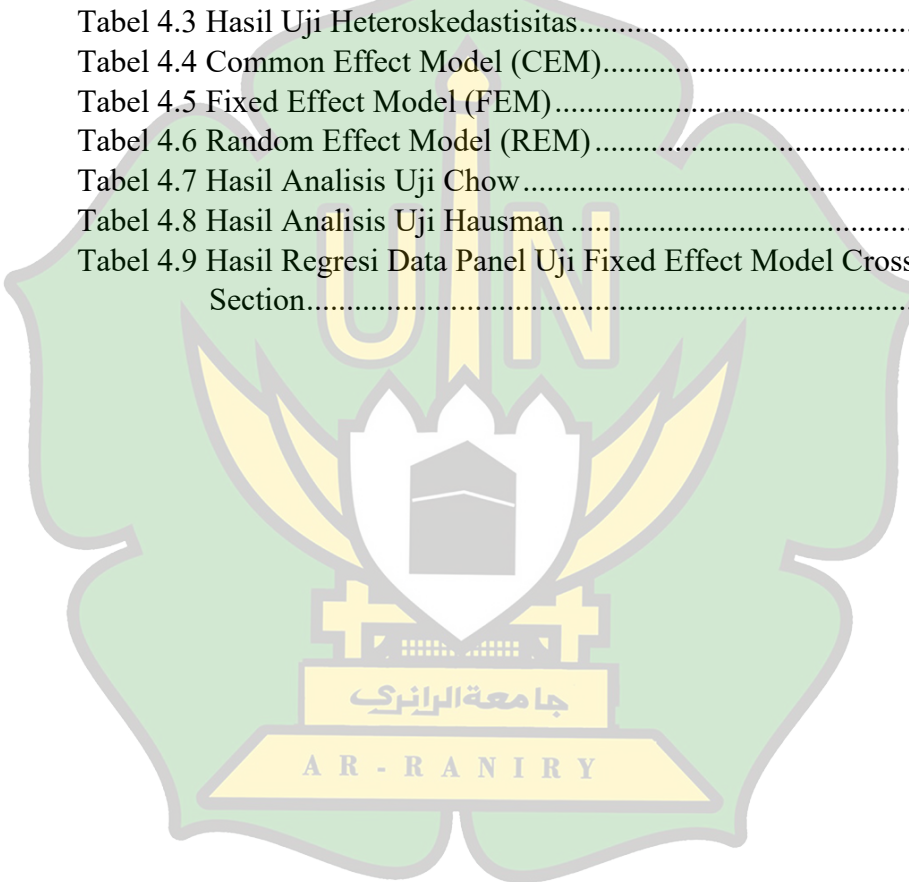 Tabel 4.3 Hasil Uji Heteroskedastisitas....................................
Tabel 4.4 Common Effect Model (CEM)..................................
Tabel 4.5 Fixed Effect Model (FEM).......................................
Tabel 4.6 Random Effect Model (REM)...................................
Tabel 4.7 Hasil Analisis Uji Chow...........................................
Tabel 4.8 Hasil Analisis Uji Hausman.....................................
Tabel 4.9 Hasil Regresi Data Panel Uji Fixed Effect Model Cross
Section.................................................................
UIN
جامعة الرانري
AR-RANIRY